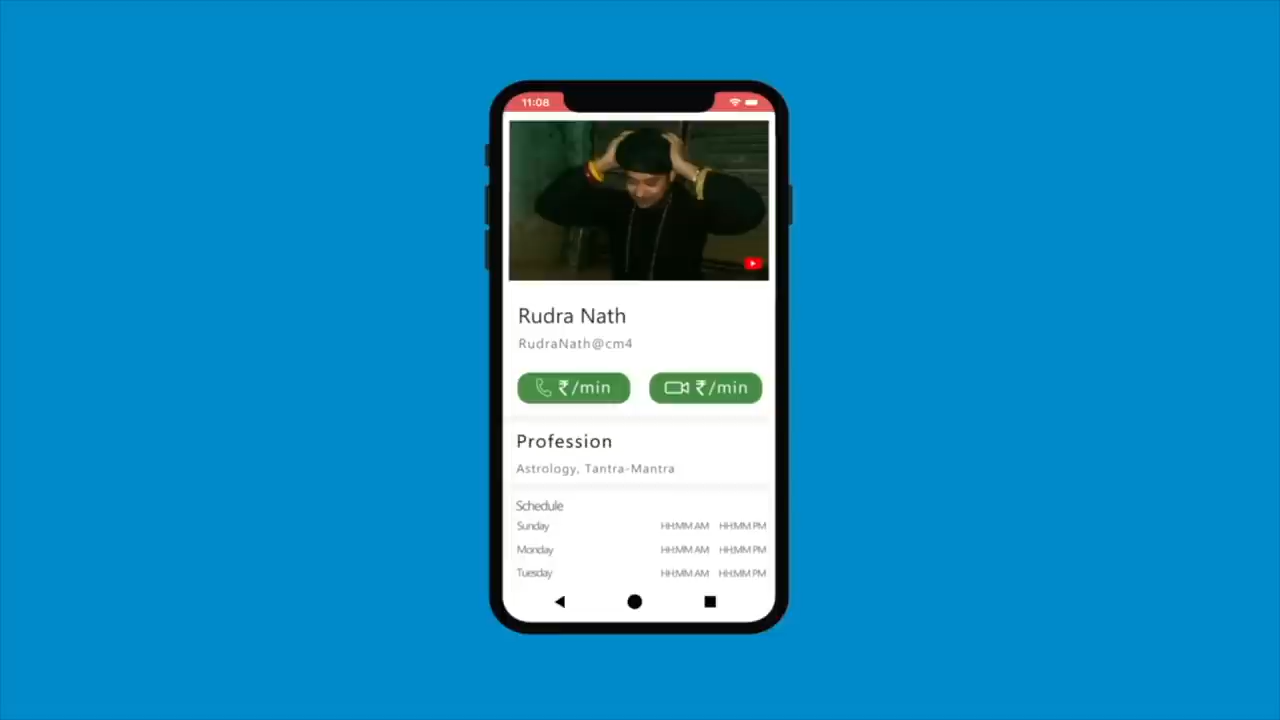 11:08
Rudra Nath
RudraNath@cm4
₹/min ₹/min
Profession
Astrology, Tantra-Mantra
Schedule
Sunday HH:MM AM HH:MM PM
Monday HH:MM AM HH:MM PM
Tuesday HH:MM AM HH:MM PM